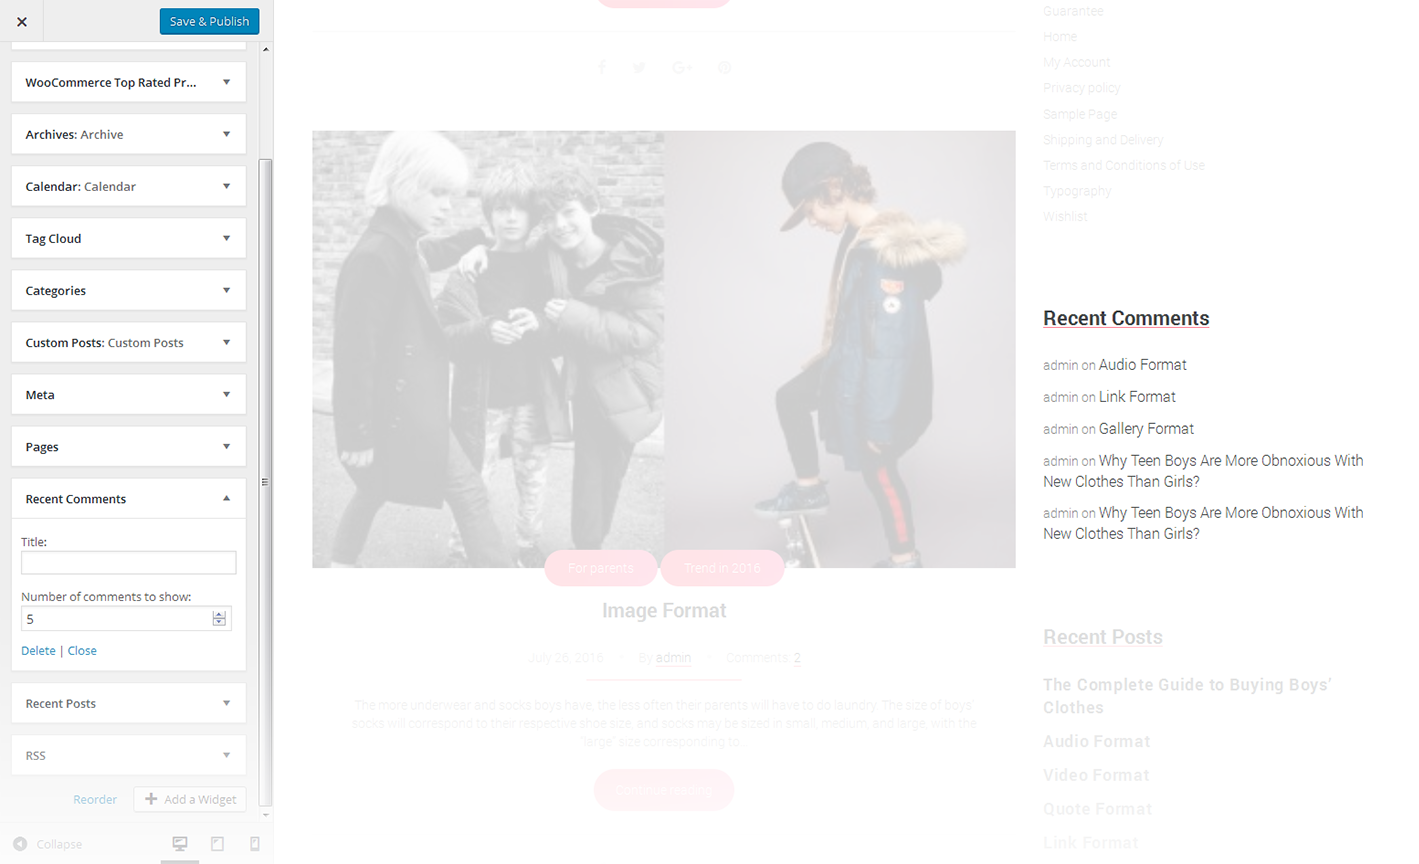 Save & Publish
WooCommerce Top Rated Pr...
Archives: Archive
Calendar: Calendar
Tag Cloud
Categories
Custom Posts: Custom Posts
Meta
Pages
Recent Comments
Title:
Number of comments to show:
5
Delete | Close
Recent Posts
RSS
Reorder
Add a Widget
Collapse
For parents
Trend in 2016
Image Format
July 26, 2016
By admin
Comments: 2
The more underwear and socks boys have, the less often their parents will have to do laundry. The size of boys'
socks will correspond to their respective shoe size, and socks may be sized in small, medium, and large, with the
"large" size corresponding to
Guarantee
Home
My Account
Privacy policy
Sample Page
Shipping and Delivery
Terms and Conditions of Use
Typography
Wishlist
Recent Comments
admin on Audio Format
admin on Link Format
admin on Gallery Format
admin on Why Teen Boys Are More Obnoxious With
New Clothes Than Girls?
admin on Why Teen Boys Are More Obnoxious With
New Clothes Than Girls?
Recent Posts
The Complete Guide to Buying Boys'
Clothes
Audio Format
Video Format
Quote Format
Link Format